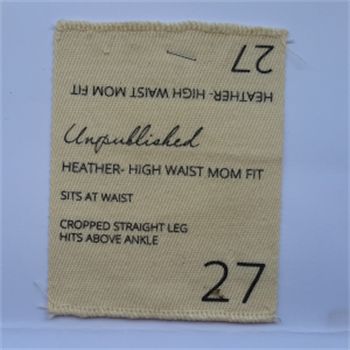 27
HEATHER- HIGH WAIST MOM FIT
Unpublished
HEATHER- HIGH WAIST MOM FIT
SITS AT WAIST
CROPPED STRAIGHT LEG
HITS ABOVE ANKLE
27